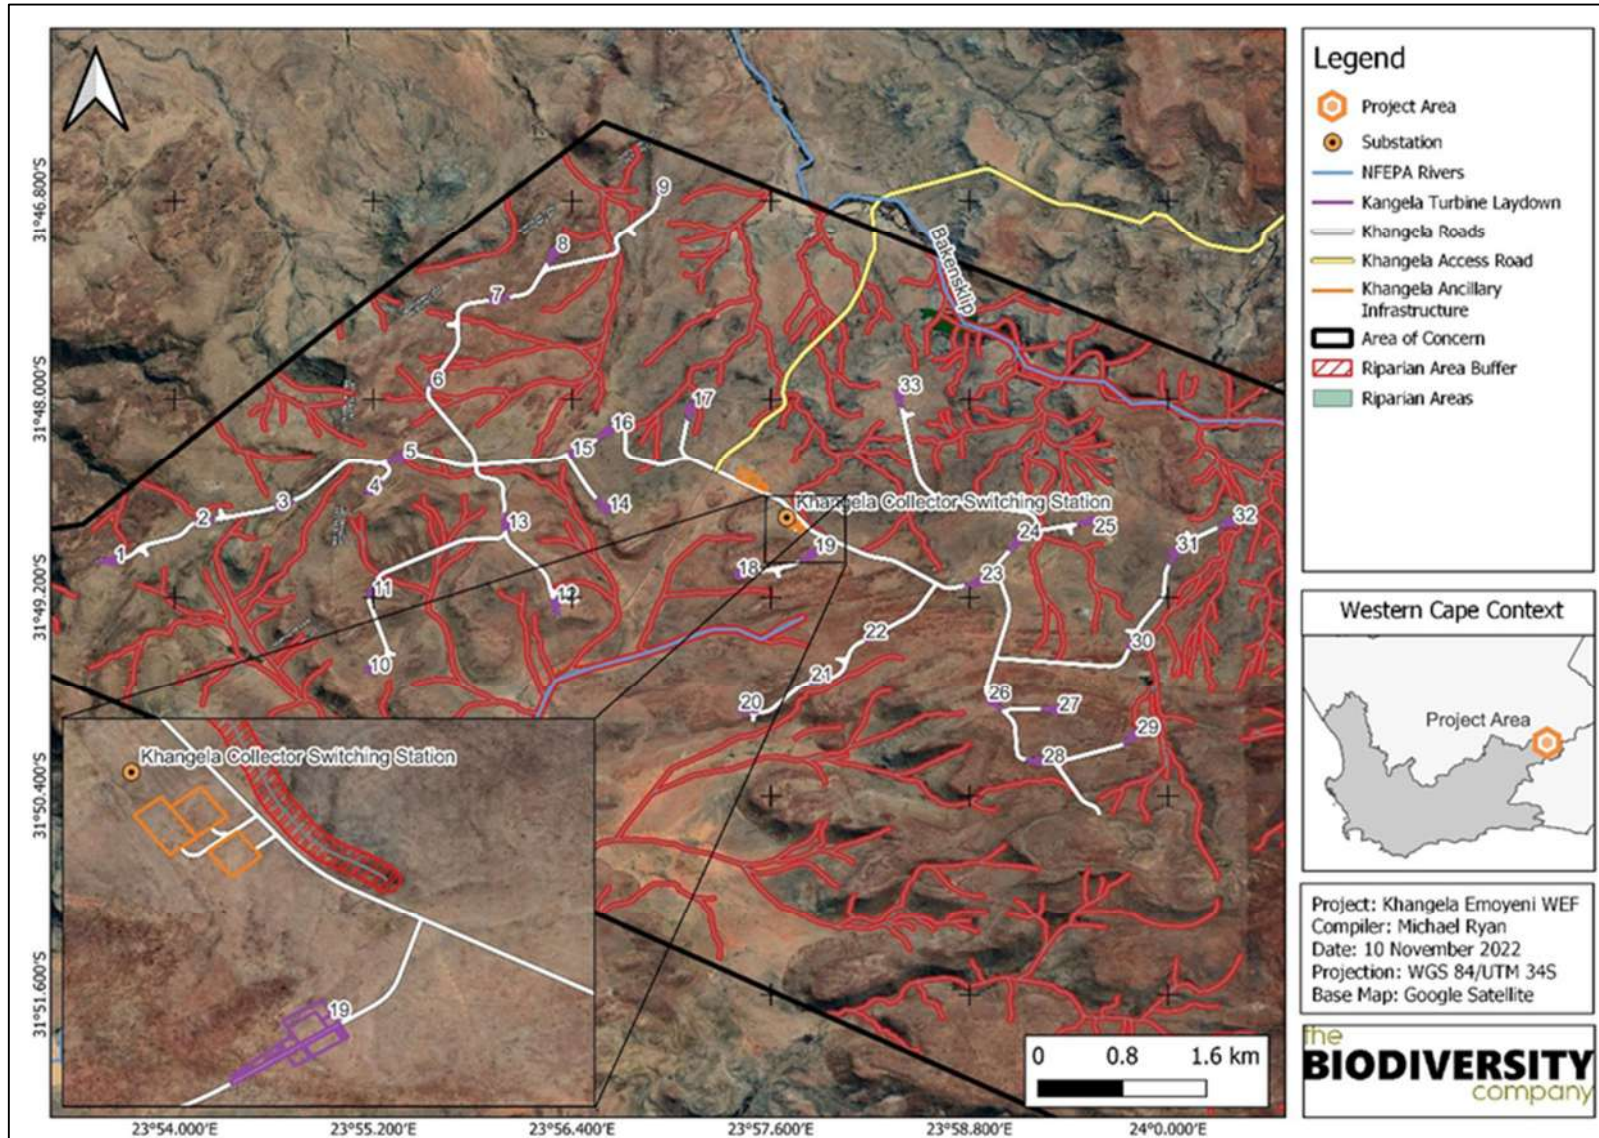 Legend
Project Area
Substation
NFEPA Rivers
Kangela Turbine Laydown
Khangela Roads
Khangela Access Road
Khangela Ancillary
Infrastructure
Area of Concern
Riparian Area Buffer
Riparian Areas
31°46.800'S
31°48.000'S
31°49.200'S
31°50.400'S
31°51.600'S
9
8
7
Bakensklip
6
33
17
16
15
5
4
3
14
2
13
1
Khangela Collector Switching Station
25
24
32
31
19
18
23
11
12
22
30
10
21
20
26
27
29
28
Khangela Collector Switching Station
19
0 0.8 1.6 km
23°54.000'E 23°55.200'E 23°56.400'E 23°57.600'E 23°58.800'E 24°0.000'E
Western Cape Context
Project Area
Project: Khangela Emoyeni WEF
Compiler: Michael Ryan
Date: 10 November 2022
Projection: WGS 84/UTM 34S
Base Map: Google Satellite
the
BIODIVERSITY
company